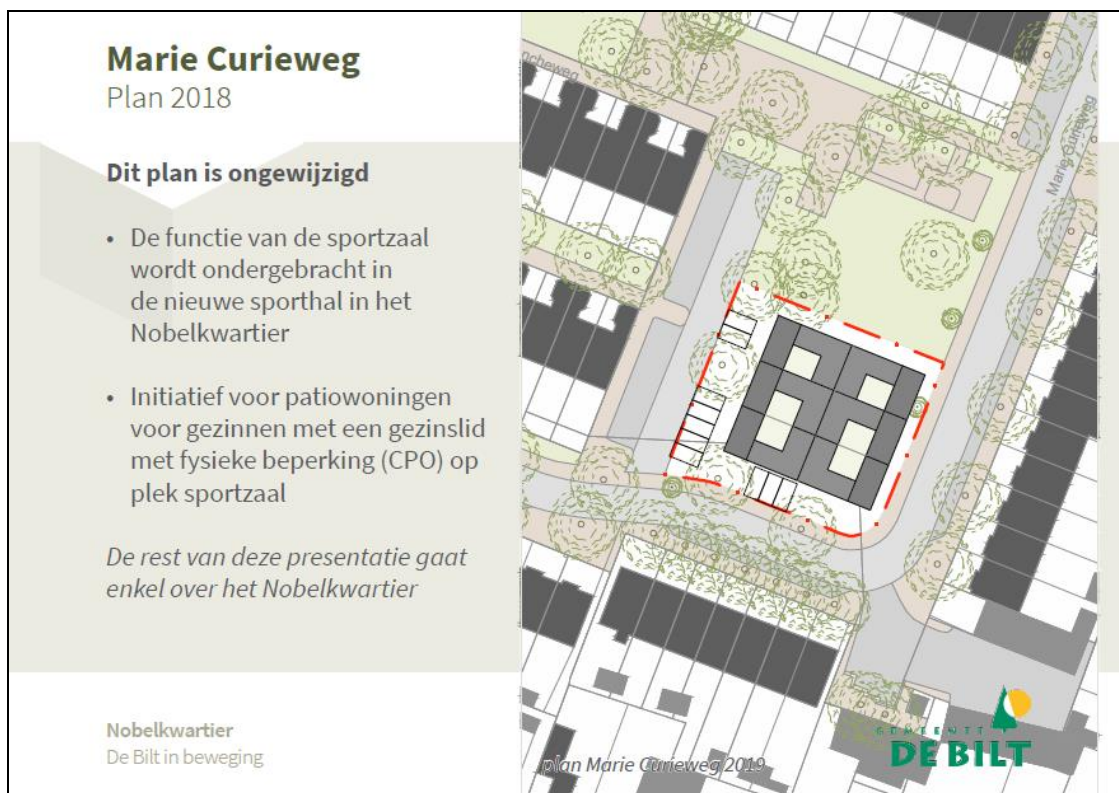 Marie Curieweg
Plan 2018
Dit plan is ongewijzigd
• De functie van de sportzaal
wordt ondergebracht in
de nieuwe sporthal in het
Nobelkwartier
• Initiatief voor patiowoningen
voor gezinnen met een gezinslid
met fysieke beperking (CPO) op
plek sportzaal
De rest van deze presentatie gaat
enkel over het Nobelkwartier
Nobelkwartier
De Bilt in beweging
ncheweg
Marie Curieweg
plan Marie Curieweg 2019
GEMEENTE
DE BILT